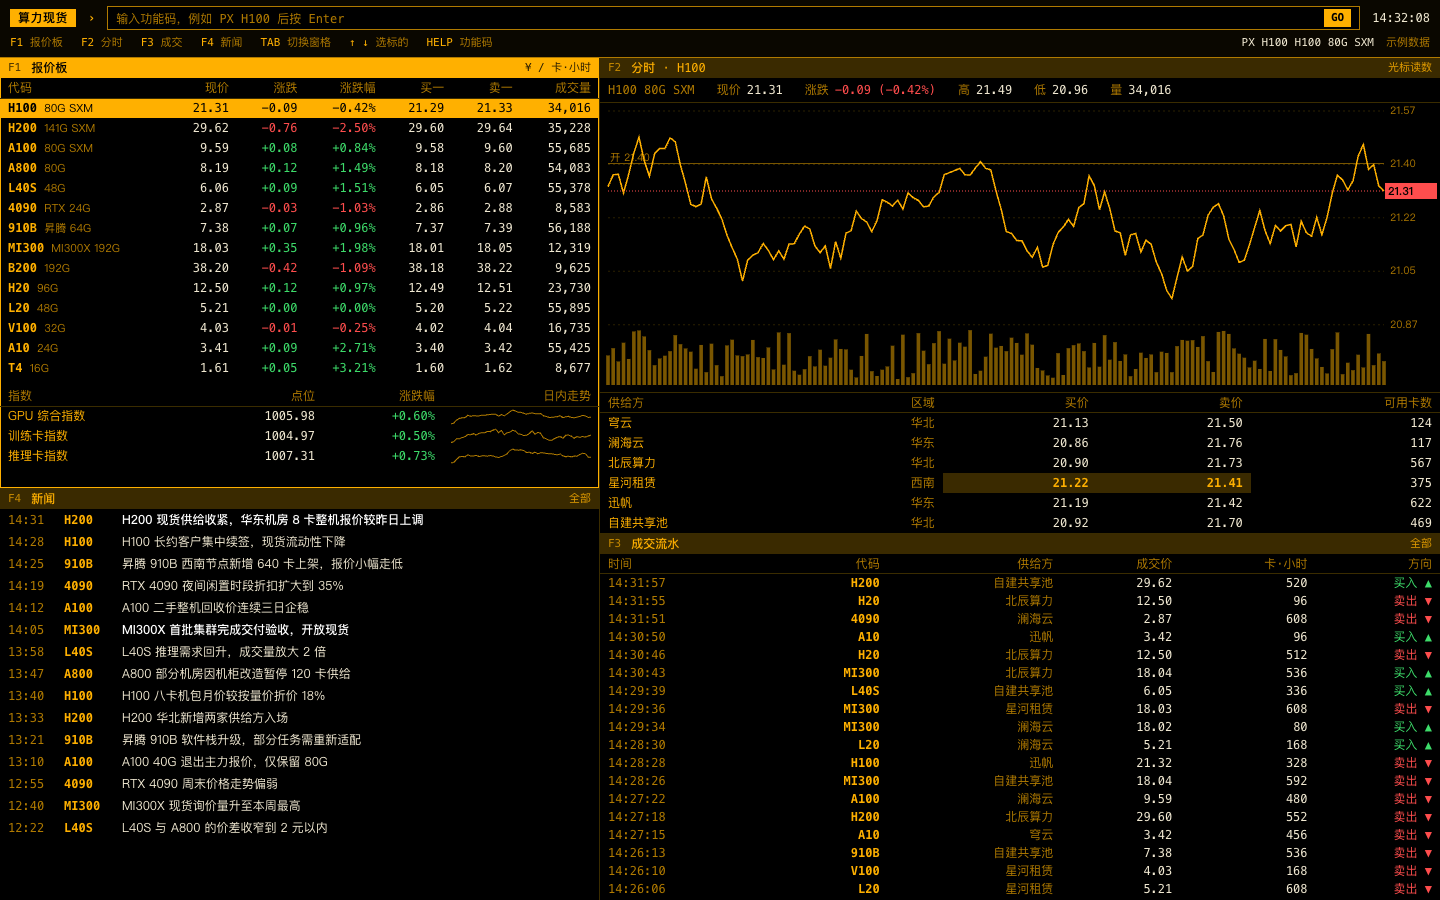 算力现货 › 输入功能码，例如 PX H100 后按 Enter GO 14:32:08
F1 报价板 F2 分时 F3 成交 F4 新闻 TAB 切换窗格 ↑ ↓ 选标的 HELP 功能码 PX H100 H100 80G SXM 示例数据
F1 报价板 ¥ / 卡·小时
代码 现价 涨跌 涨跌幅 买一 卖一 成交量
H100 80G SXM 21.31 −0.09 −0.42% 21.29 21.33 34,016
H200 141G SXM 29.62 −0.76 −2.50% 29.60 29.64 35,228
A100 80G SXM 9.59 +0.08 +0.84% 9.58 9.60 55,685
A800 80G 8.19 +0.12 +1.49% 8.18 8.20 54,083
L40S 48G 6.06 +0.09 +1.51% 6.05 6.07 55,378
4090 RTX 24G 2.87 −0.03 −1.03% 2.86 2.88 8,583
910B 昇腾 64G 7.38 +0.07 +0.96% 7.37 7.39 56,188
MI300 MI300X 192G 18.03 +0.35 +1.98% 18.01 18.05 12,319
B200 192G 38.20 −0.42 −1.09% 38.18 38.22 9,625
H20 96G 12.50 +0.12 +0.97% 12.49 12.51 23,730
L20 48G 5.21 +0.00 +0.00% 5.20 5.22 55,895
V100 32G 4.03 −0.01 −0.25% 4.02 4.04 16,735
A10 24G 3.41 +0.09 +2.71% 3.40 3.42 55,425
T4 16G 1.61 +0.05 +3.21% 1.60 1.62 8,677
指数 点位 涨跌幅 日内走势
GPU 综合指数 1005.98 +0.60%
训练卡指数 1004.97 +0.50%
推理卡指数 1007.31 +0.73%
F4 新闻 全部
14:31 H200 H200 现货供给收紧，华东机房 8 卡整机报价较昨日上调
14:28 H100 H100 长约客户集中续签，现货流动性下降
14:25 910B 昇腾 910B 西南节点新增 640 卡上架，报价小幅走低
14:19 4090 RTX 4090 夜间闲置时段折扣扩大到 35%
14:12 A100 A100 二手整机回收价连续三日企稳
14:05 MI300 MI300X 首批集群完成交付验收，开放现货
13:58 L40S L40S 推理需求回升，成交量放大 2 倍
13:47 A800 A800 部分机房因机柜改造暂停 120 卡供给
13:40 H100 H100 八卡机包月价较按量价折价 18%
13:33 H200 H200 华北新增两家供给方入场
13:21 910B 昇腾 910B 软件栈升级，部分任务需重新适配
13:10 A100 A100 40G 退出主力报价，仅保留 80G
12:55 4090 RTX 4090 周末价格走势偏弱
12:40 MI300 MI300X 现货询价量升至本周最高
12:22 L40S L40S 与 A800 的价差收窄到 2 元以内
F2 分时 · H100 光标读数
H100 80G SXM 现价 21.31 涨跌 −0.09 (−0.42%) 高 21.49 低 20.96 量 34,016
21.57
开 21.40
21.40
21.31
21.22
21.05
20.87
供给方 区域 买价 卖价 可用卡数
穹云 华北 21.13 21.50 124
澜海云 华东 20.86 21.76 117
北辰算力 华北 20.90 21.73 567
星河租赁 西南 21.22 21.41 375
迅帆 华东 21.19 21.42 622
自建共享池 华北 20.92 21.70 469
F3 成交流水 全部
时间 代码 供给方 成交价 卡·小时 方向
14:31:57 H200 自建共享池 29.62 520 买入 ▲
14:31:55 H20 北辰算力 12.50 96 卖出 ▼
14:31:51 4090 澜海云 2.87 608 卖出 ▼
14:30:50 A10 迅帆 3.42 96 买入 ▲
14:30:46 H20 北辰算力 12.50 512 卖出 ▼
14:30:43 MI300 北辰算力 18.04 536 买入 ▲
14:29:39 L40S 自建共享池 6.05 336 买入 ▲
14:29:36 MI300 星河租赁 18.03 608 卖出 ▼
14:29:34 MI300 澜海云 18.02 80 买入 ▲
14:28:30 L20 澜海云 5.21 168 买入 ▲
14:28:28 H100 迅帆 21.32 328 卖出 ▼
14:28:26 MI300 自建共享池 18.04 592 卖出 ▼
14:27:22 A100 澜海云 9.59 480 卖出 ▼
14:27:18 H200 北辰算力 29.60 552 卖出 ▼
14:27:15 A10 穹云 3.42 456 卖出 ▼
14:26:13 910B 自建共享池 7.38 536 卖出 ▼
14:26:10 V100 星河租赁 4.03 168 卖出 ▼
14:26:06 L20 星河租赁 5.21 608 卖出 ▼